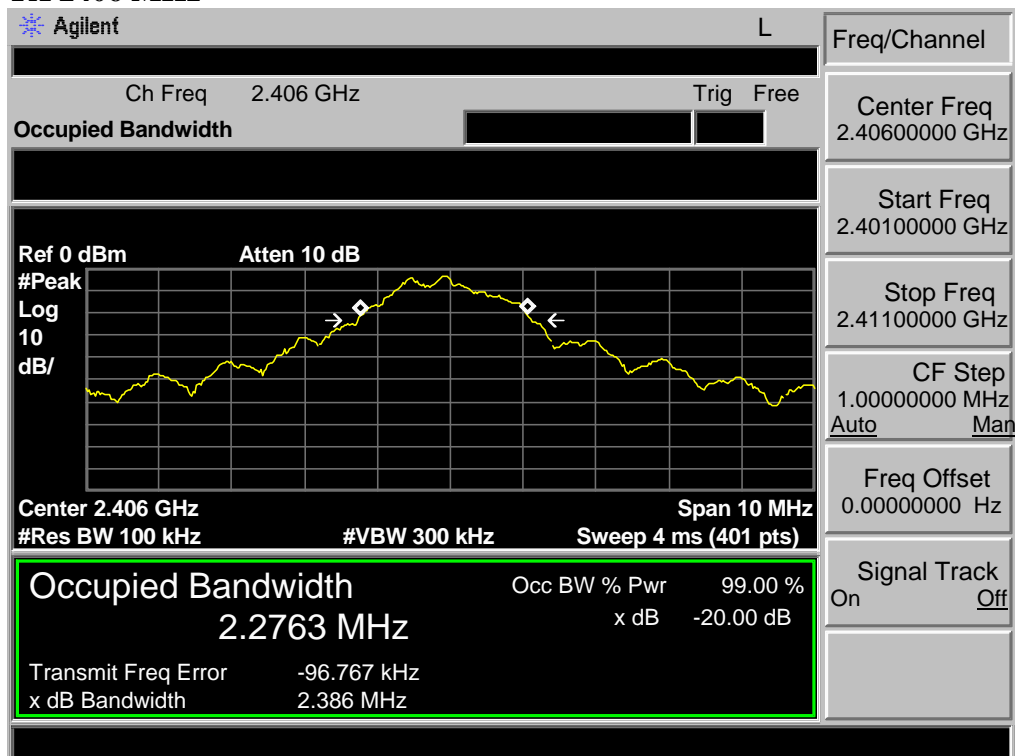 Agilent
L
Freq/Channel
Ch Freq 2.406 GHz
Trig Free
Occupied Bandwidth
Center Freq
2.40600000 GHz
Start Freq
2.40100000 GHz
Stop Freq
2.41100000 GHz
CF Step
1.00000000 MHz
Auto Man
Freq Offset
0.00000000 Hz
Signal Track
On Off
Ref 0 dBm
Atten 10 dB
#Peak
Log
10
dB/
Center 2.406 GHz
Span 10 MHz
#Res BW 100 kHz
#VBW 300 kHz
Sweep 4 ms (401 pts)
Occupied Bandwidth
2.2763 MHz
Occ BW % Pwr 99.00 %
x dB -20.00 dB
Transmit Freq Error -96.767 kHz
x dB Bandwidth 2.386 MHz